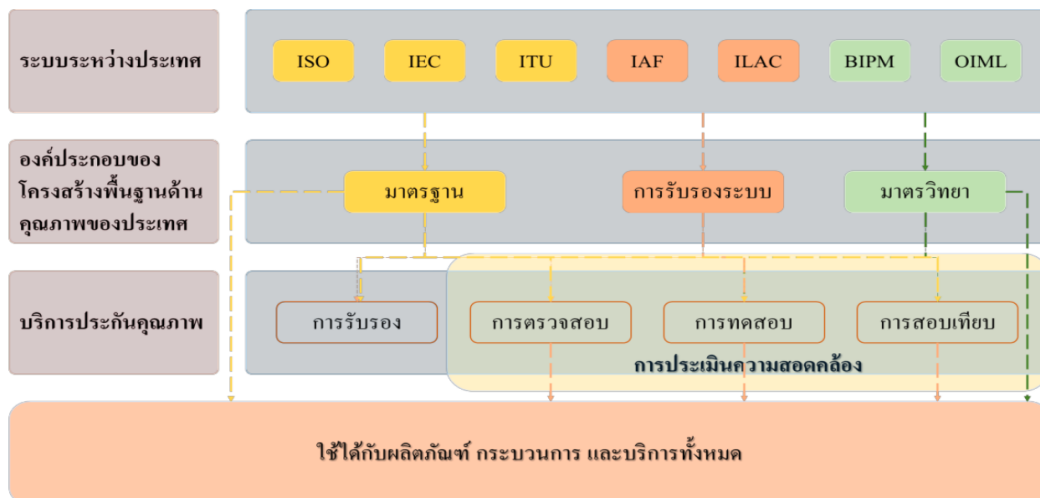 ระบบระหว่างประเทศ
ISO IEC ITU IAF ILAC BIPM OIML
องค์ประกอบของ
โครงสร้างพื้นฐานด้าน
คุณภาพของประเทศ
มาตรฐาน การรับรองระบบ มาตรวิทยา
บริการประกันคุณภาพ
การรับรอง การตรวจสอบ การทดสอบ การสอบเทียบ
การประเมินความสอดคล้อง
ใช้ได้กับผลิตภัณฑ์ กระบวนการ และบริการทั้งหมด